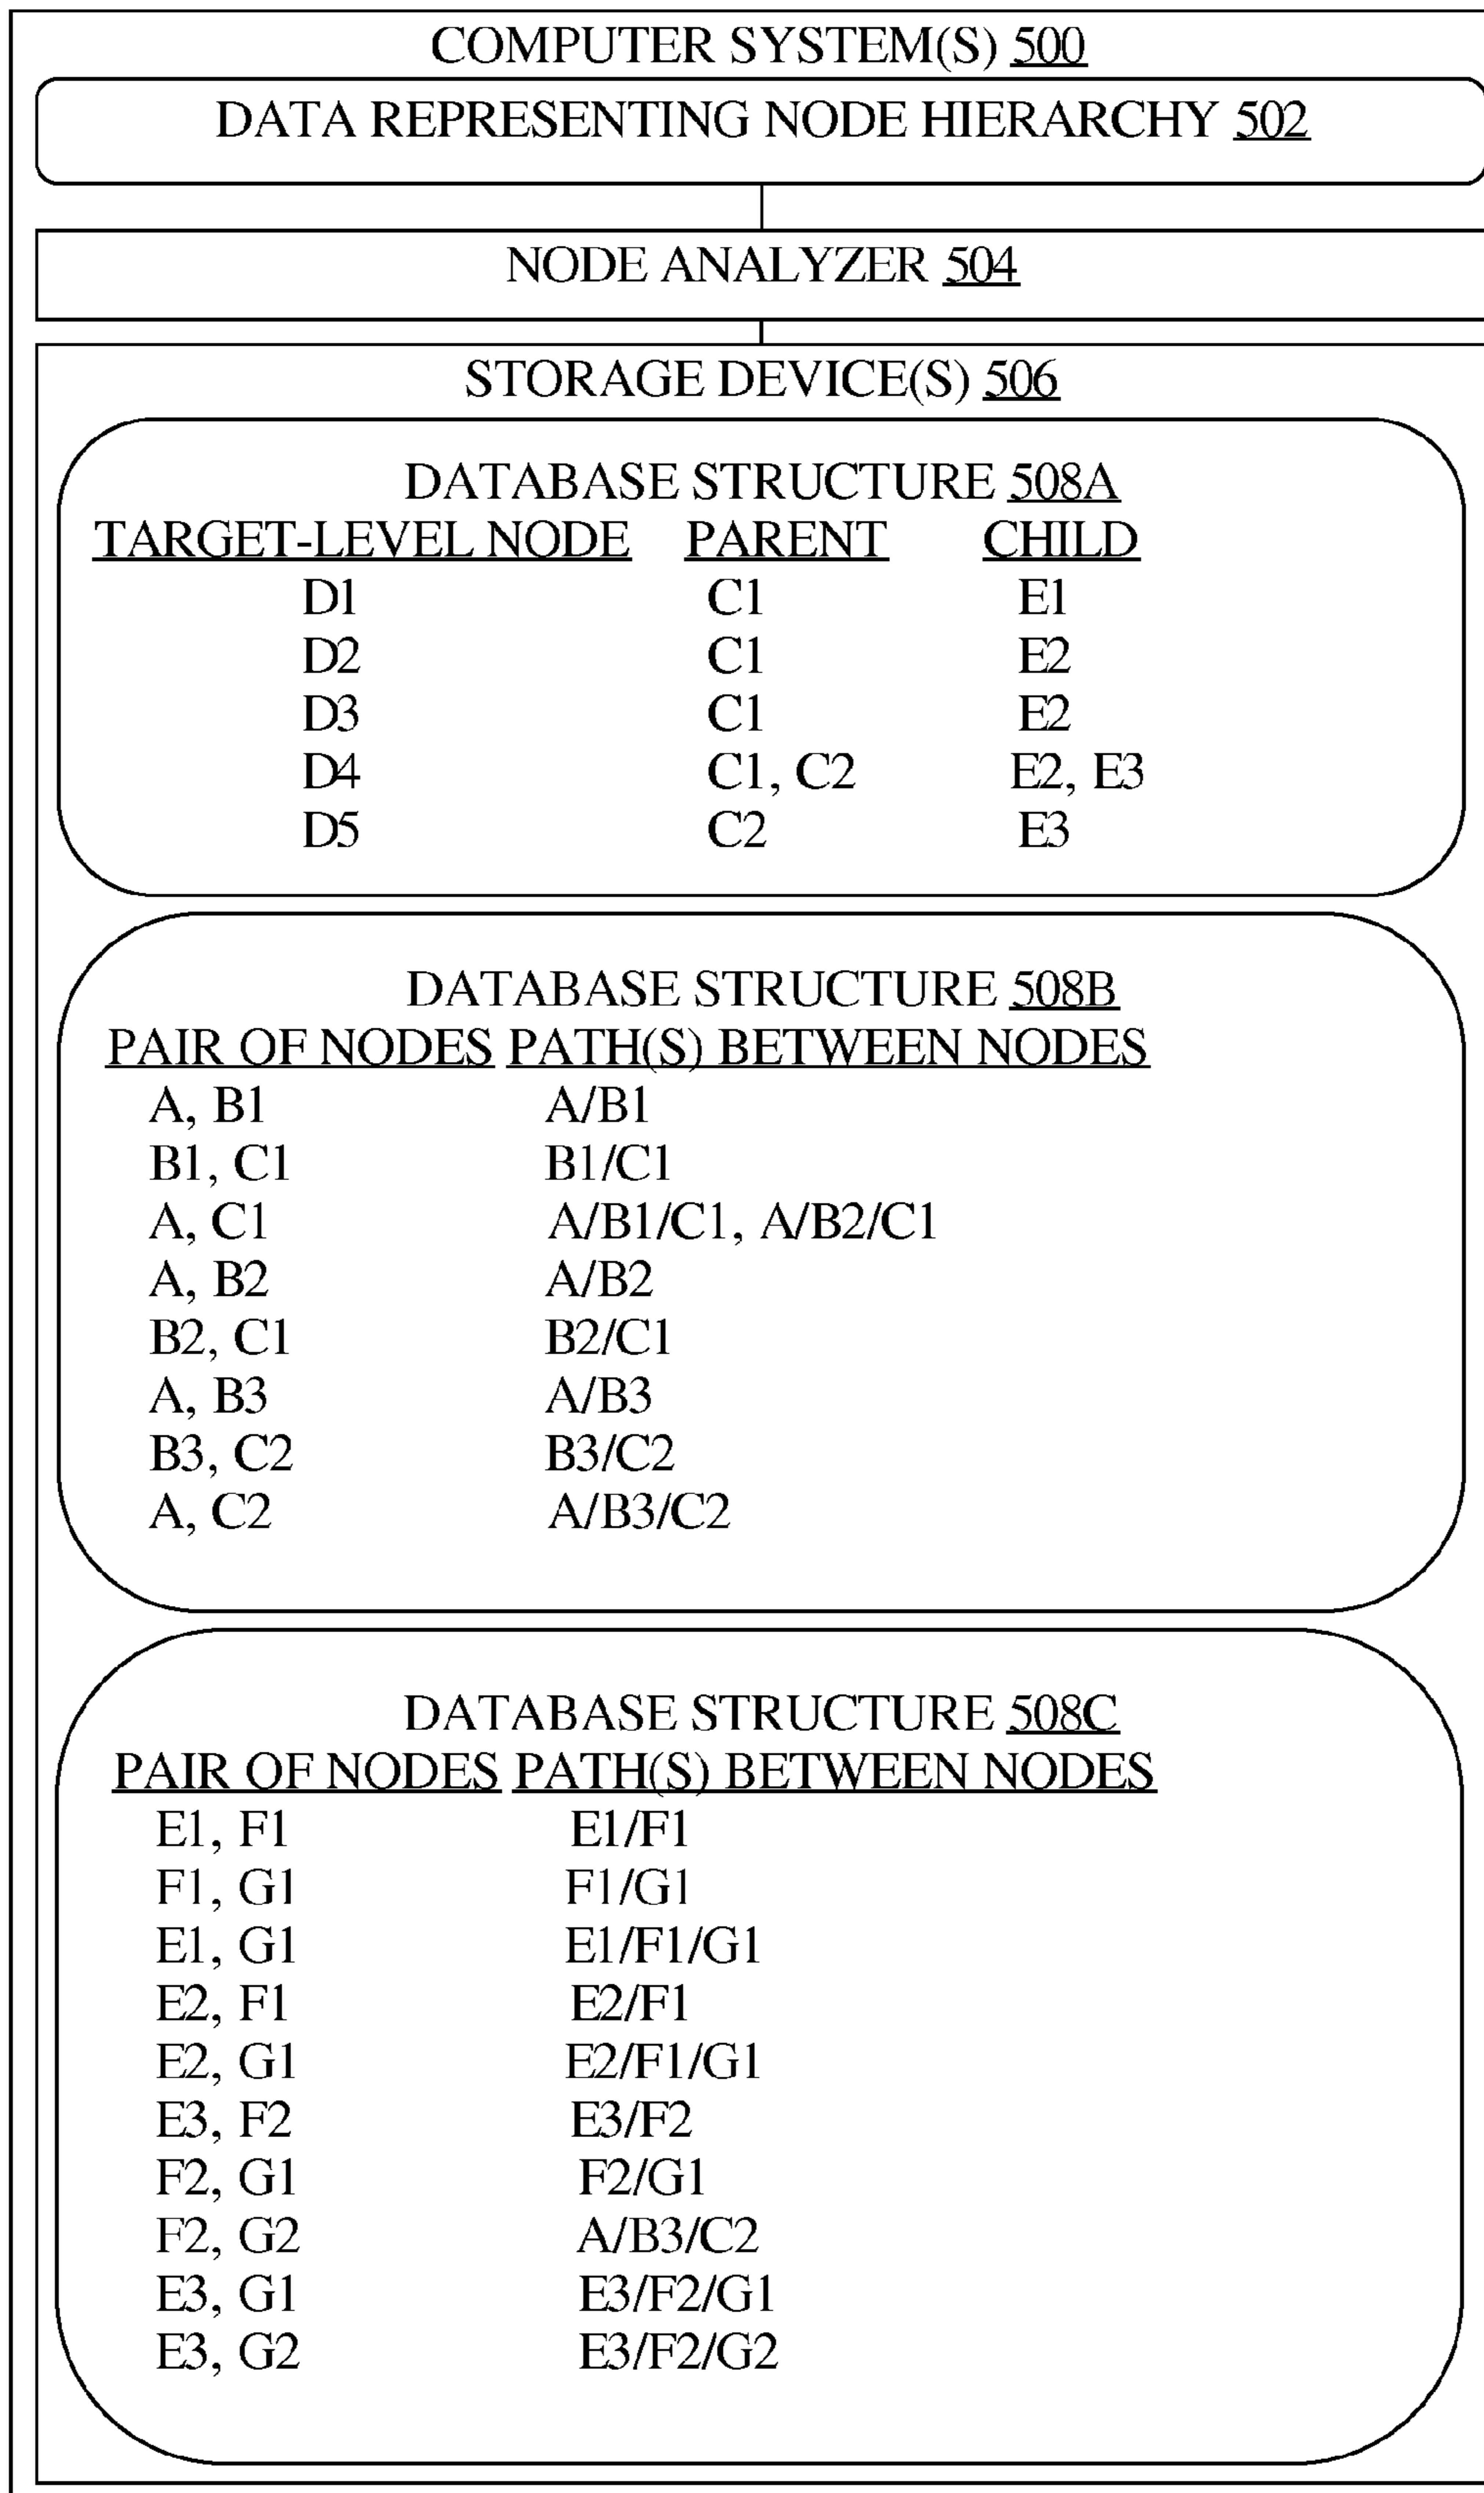 COMPUTER SYSTEM(S) 500
DATA REPRESENTING NODE HIERARCHY 502
NODE ANALYZER 504
STORAGE DEVICE(S) 506
DATABASE STRUCTURE 508A
TARGET-LEVEL NODE PARENT CHILD
D1 C1 E1
D2 C1 E2
D3 C1 E2
D4 C1, C2 E2, E3
D5 C2 E3
DATABASE STRUCTURE 508B
PAIR OF NODES PATH(S) BETWEEN NODES
A, B1 A/B1
B1, C1 B1/C1
A, C1 A/B1/C1, A/B2/C1
A, B2 A/B2
B2, C1 B2/C1
A, B3 A/B3
B3, C2 B3/C2
A, C2 A/B3/C2
DATABASE STRUCTURE 508C
PAIR OF NODES PATH(S) BETWEEN NODES
E1, F1 E1/F1
F1, G1 F1/G1
E1, G1 E1/F1/G1
E2, F1 E2/F1
E2, G1 E2/F1/G1
E3, F2 E3/F2
F2, G1 F2/G1
F2, G2 A/B3/C2
E3, G1 E3/F2/G1
E3, G2 E3/F2/G2